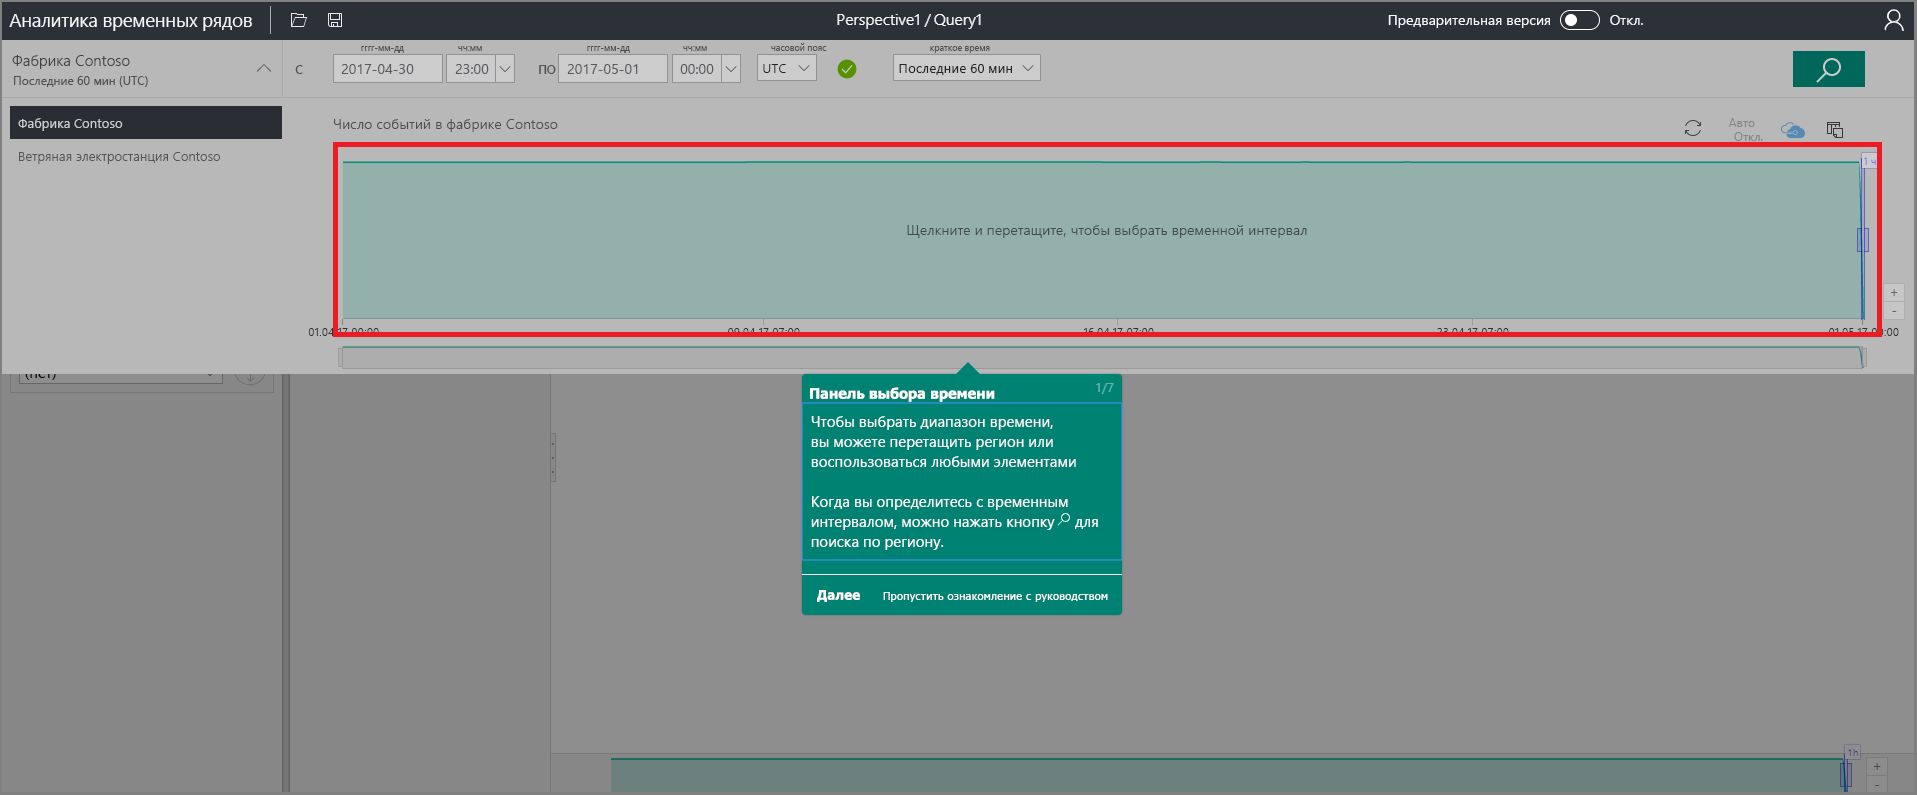 Аналитика временных рядов
Perspective1 / Query1
Предварительная версия
Откл.
Фабрика Contoso
Последние 60 мин (UTC)
С
гггг-мм-дд
2017-04-30
чч:мм
23:00
ПО
гггг-мм-дд
2017-05-01
чч:мм
00:00
часовой пояс
UTC
краткое время
Последние 60 мин
Фабрика Contoso
Ветряная электростанция Contoso
Число событий в фабрике Contoso
Авто
Откл.
1 ч
Щелкните и перетащите, чтобы выбрать временной интервал
+
-
01.04.17 00:00
09.04.17 07:00
16.04.17 07:00
23.04.17 07:00
01.05.17 00:00
(нет)
Панель выбора времени
1/7
Чтобы выбрать диапазон времени,
вы можете перетащить регион или
воспользоваться любыми элементами
Когда вы определитесь с временным
интервалом, можно нажать кнопку для
поиска по региону.
Далее
Пропустить ознакомление с руководством
1h
+
-